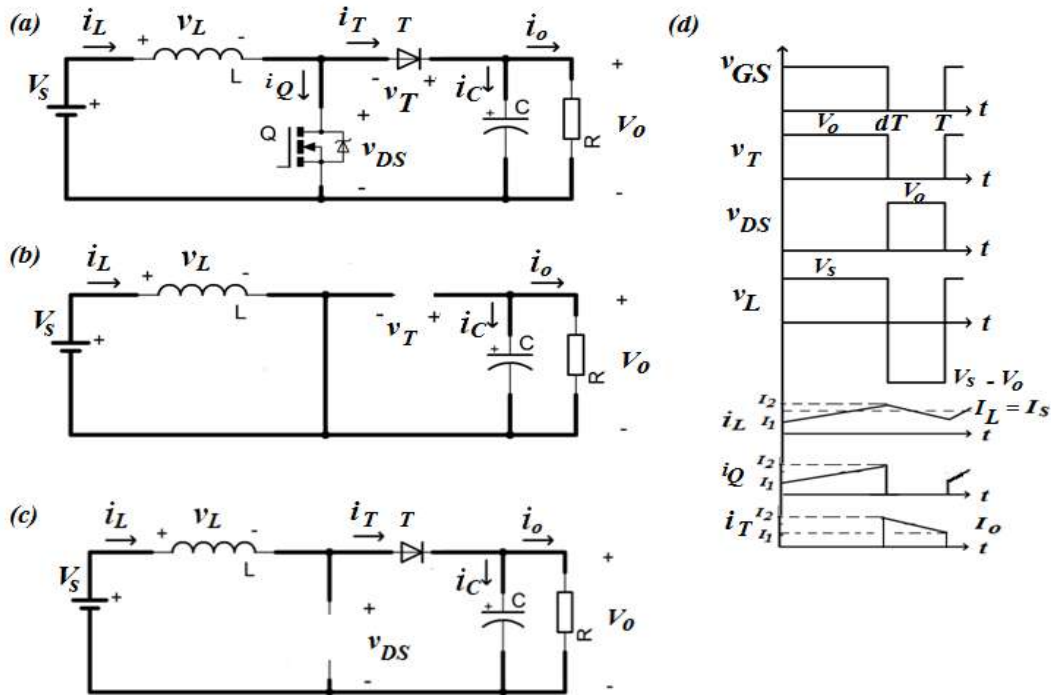 (a)
i_L
v_L
i_T
T
i_o
+
-
L
V_s
+
i_Q
-
v_T
+
i_C
+
C
R
+
V_o
-
Q
+
v_DS
-
(b)
i_L
v_L
i_o
+
-
L
V_s
+
-
v_T
+
i_C
+
C
R
+
V_o
-
(c)
i_L
v_L
i_T
T
i_o
+
-
L
V_s
+
+
v_DS
-
i_C
+
C
R
+
V_o
-
(d)
v_GS
t
V_o
dT
T
v_T
t
V_o
v_DS
t
V_s
v_L
t
V_s - V_o
I_2
I_1
i_L
I_L = I_s
t
I_2
I_1
i_Q
t
I_2
I_1
i_T
I_o
t